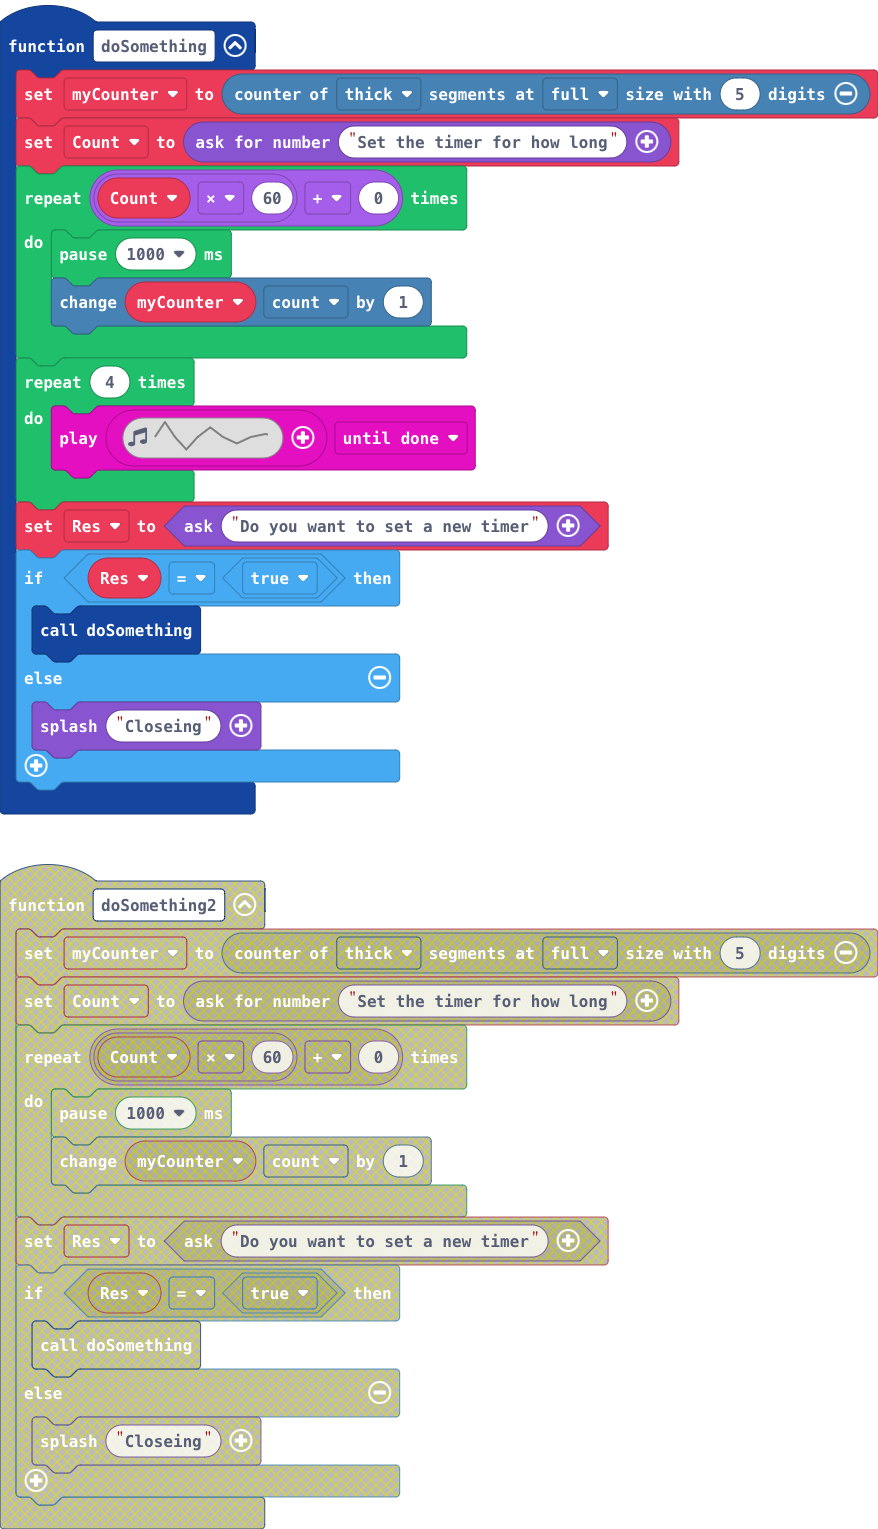 function doSomething
set myCounter to counter of thick segments at full size with 5 digits
set Count to ask for number "Set the timer for how long"
repeat Count × 60 + 0 times
do
pause 1000 ms
change myCounter count by 1
repeat 4 times
do
play until done
set Res to ask "Do you want to set a new timer"
if Res = true then
call doSomething
else
splash "Closeing"
function doSomething2
set myCounter to counter of thick segments at full size with 5 digits
set Count to ask for number "Set the timer for how long"
repeat Count × 60 + 0 times
do
pause 1000 ms
change myCounter count by 1
set Res to ask "Do you want to set a new timer"
if Res = true then
call doSomething
else
splash "Closeing"